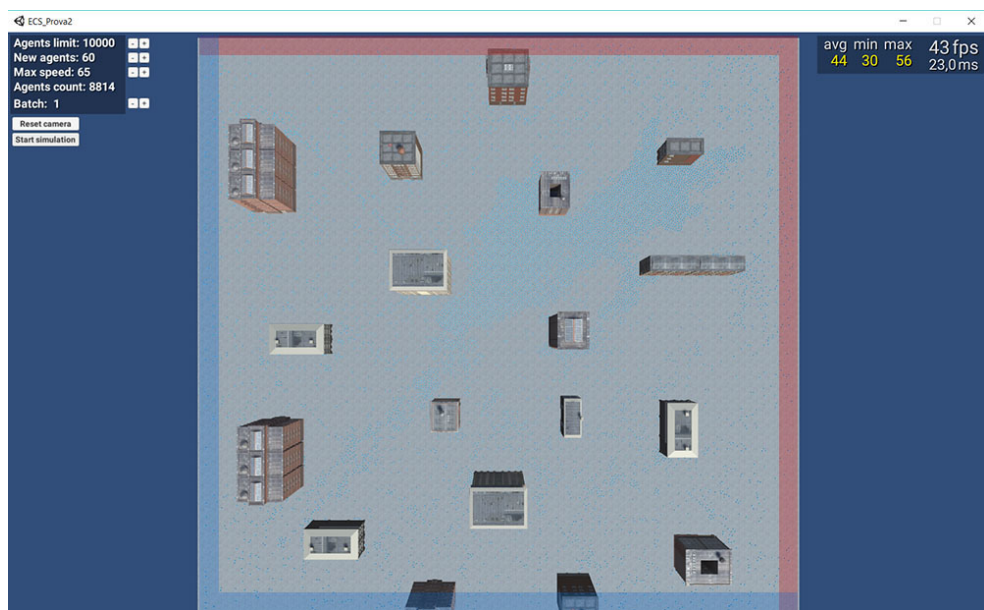 ECS_Prova2
Agents limit: 10000 - +
New agents: 60 - +
Max speed: 65 - +
Agents count: 8814
Batch: 1 - +
Reset camera
Start simulation
avg min max 43 fps
44 30 56 23,0 ms